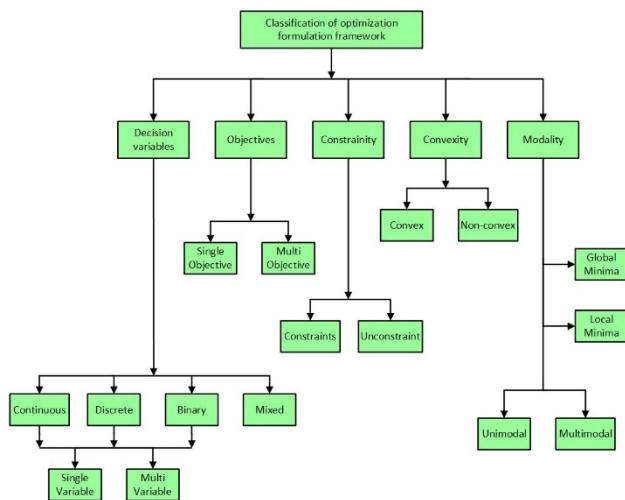 Classification of optimization
formulation framework
Decision
variables
Objectives
Constrainity
Convexity
Modality
Convex
Non-convex
Single
Objective
Multi
Objective
Global
Minima
Local
Minima
Constraints
Unconstraint
Continuous
Discrete
Binary
Mixed
Unimodal
Multimodal
Single
Variable
Multi
Variable